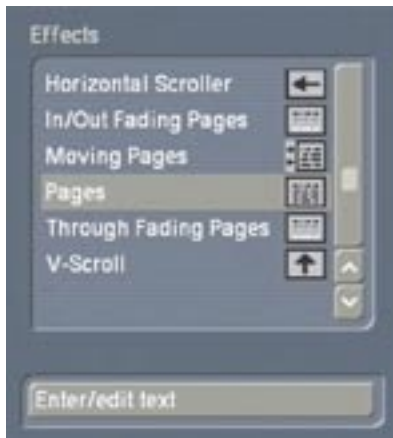 Effects
Horizontal Scroller
In/Out Fading Pages
Moving Pages
Pages
Through Fading Pages
V-Scroll
Enter/edit text